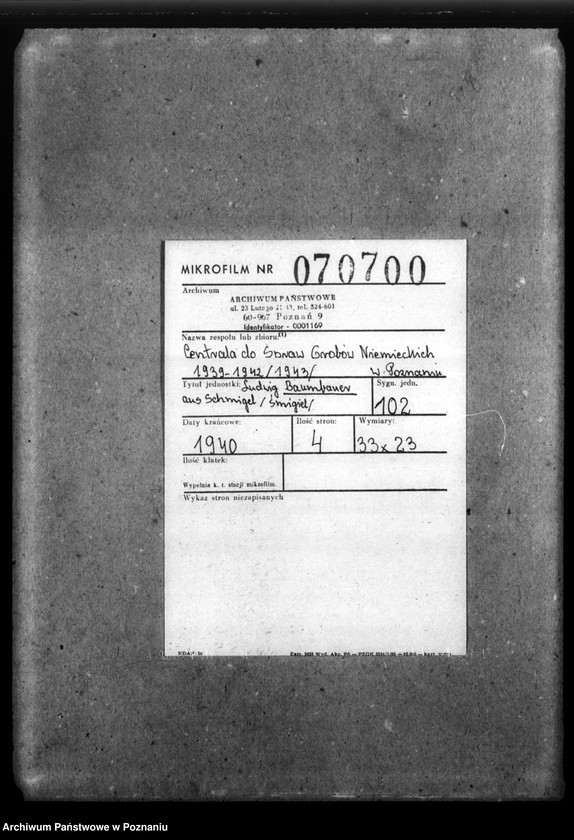 MIKROFILM NR 070700
Archiwum
ARCHIWUM PAŃSTWOWE
ul. 23 Lutego 41/43, tel. 524-601
60-967 Poznań 9
Identyfikator - 0001169
Nazwa zespołu lub zbioru:
Centrala do Spraw Grobów Niemieckich
1939-1942/1943/ w Poznaniu
Tytuł jednostki: Ludwig Baumbauer
aus Schmigel /Śmigiel/
Sygn. jedn.
102
Daty krańcowe:
1940
Ilość stron:
4
Wymiary:
33x23
Ilość klatek:
Wypełnia k. t. stacji mikrofilm.
Wykaz stron niezapisanych
Archiwum Państwowe w Poznaniu